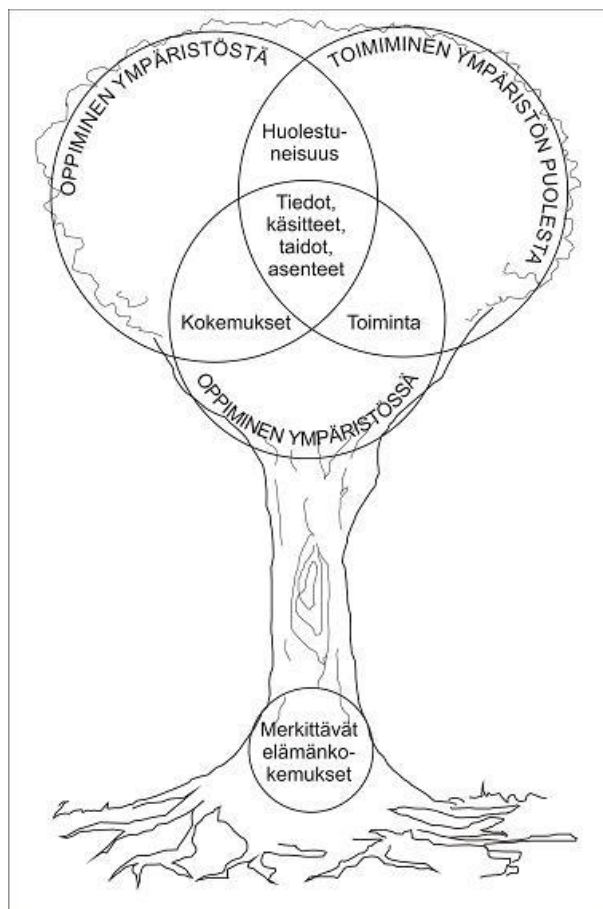 OPPIMINEN YMPÄRISTÖSTÄ
TOIMIMINEN YMPÄRISTÖN PUOLESTA
Huolestu-
neisuus
Tiedot,
käsitteet,
taidot,
asenteet
Kokemukset
Toiminta
OPPIMINEN YMPÄRISTÖSSÄ
Merkittävät
elämänko-
kemukset